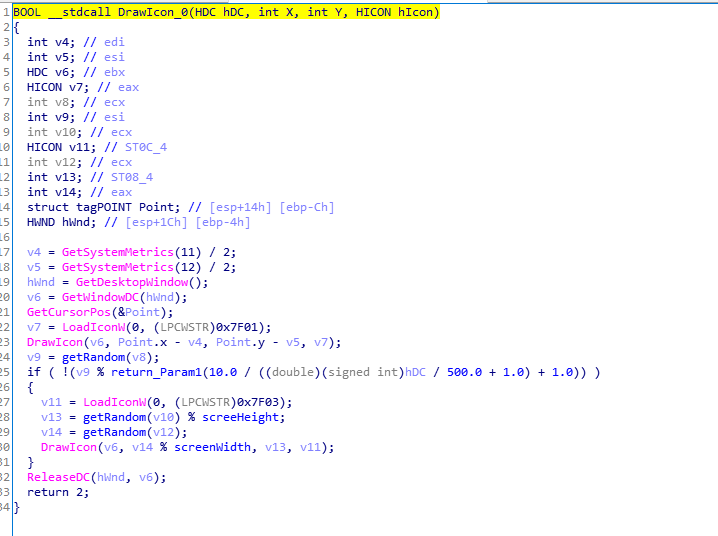 1 BOOL __stdcall DrawIcon_0(HDC hDC, int X, int Y, HICON hIcon)
2 {
3 int v4; // edi
4 int v5; // esi
5 HDC v6; // ebx
6 HICON v7; // eax
7 int v8; // ecx
8 int v9; // esi
9 int v10; // ecx
10 HICON v11; // ST0C_4
11 int v12; // ecx
12 int v13; // ST08_4
13 int v14; // eax
14 struct tagPOINT Point; // [esp+14h] [ebp-Ch]
15 HWND hWnd; // [esp+1Ch] [ebp-4h]
16
17 v4 = GetSystemMetrics(11) / 2;
18 v5 = GetSystemMetrics(12) / 2;
19 hWnd = GetDesktopWindow();
20 v6 = GetWindowDC(hWnd);
21 GetCursorPos(&Point);
22 v7 = LoadIconW(0, (LPCWSTR)0x7F01);
23 DrawIcon(v6, Point.x - v4, Point.y - v5, v7);
24 v9 = getRandom(v8);
25 if ( !(v9 % return_Param1(10.0 / ((double)(signed int)hDC / 500.0 + 1.0) + 1.0)) )
26 {
27 v11 = LoadIconW(0, (LPCWSTR)0x7F03);
28 v13 = getRandom(v10) % screeHeight;
29 v14 = getRandom(v12);
30 DrawIcon(v6, v14 % screenWidth, v13, v11);
31 }
32 ReleaseDC(hWnd, v6);
33 return 2;
34 }